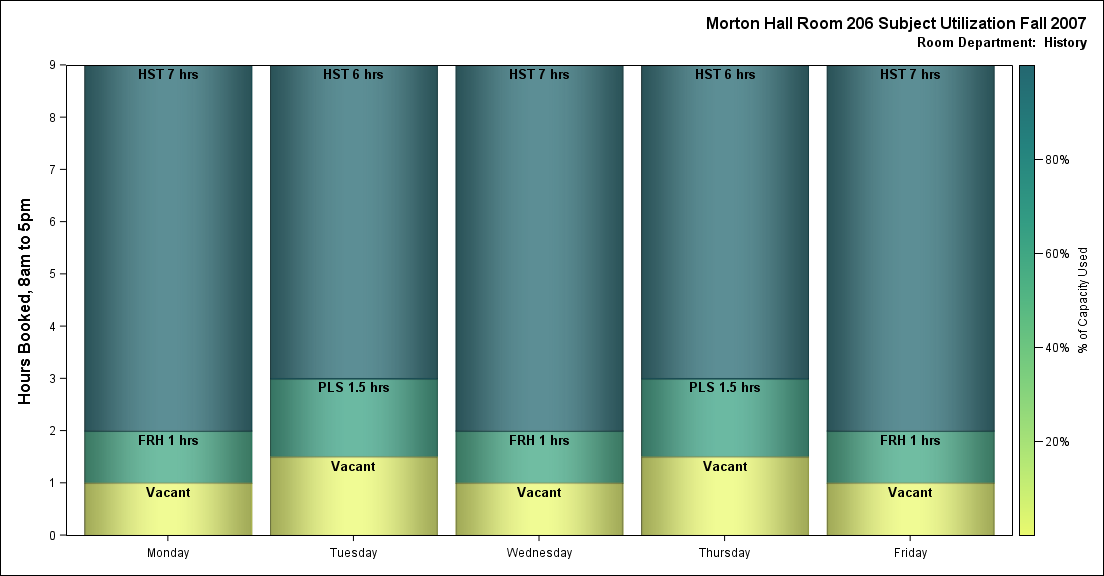 Morton Hall Room 206 Subject Utilization Fall 2007
Room Department:  History
Hours Booked, 8am to 5pm
9
8
7
6
5
4
3
2
1
0
HST 7 hrs
FRH 1 hrs
Vacant
Monday
HST 6 hrs
PLS 1.5 hrs
Vacant
Tuesday
HST 7 hrs
FRH 1 hrs
Vacant
Wednesday
HST 6 hrs
PLS 1.5 hrs
Vacant
Thursday
HST 7 hrs
FRH 1 hrs
Vacant
Friday
80%
60%
40%
20%
% of Capacity Used